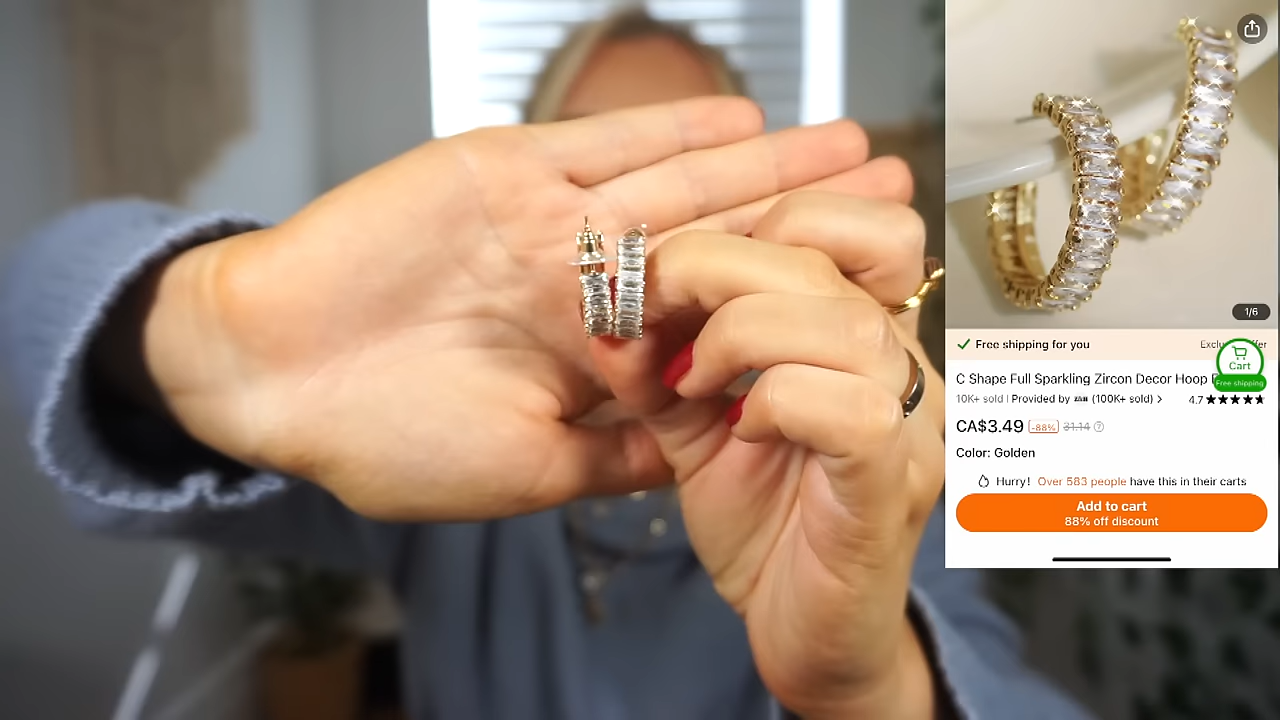 1/6
Free shipping for you
Cart
Free shipping
C Shape Full Sparkling Zircon Decor Hoop
10K+ sold | Provided by (100K+ sold) >
4.7
CA$3.49 -88% 31.14
Color: Golden
Hurry! Over 583 people have this in their carts
Add to cart
88% off discount